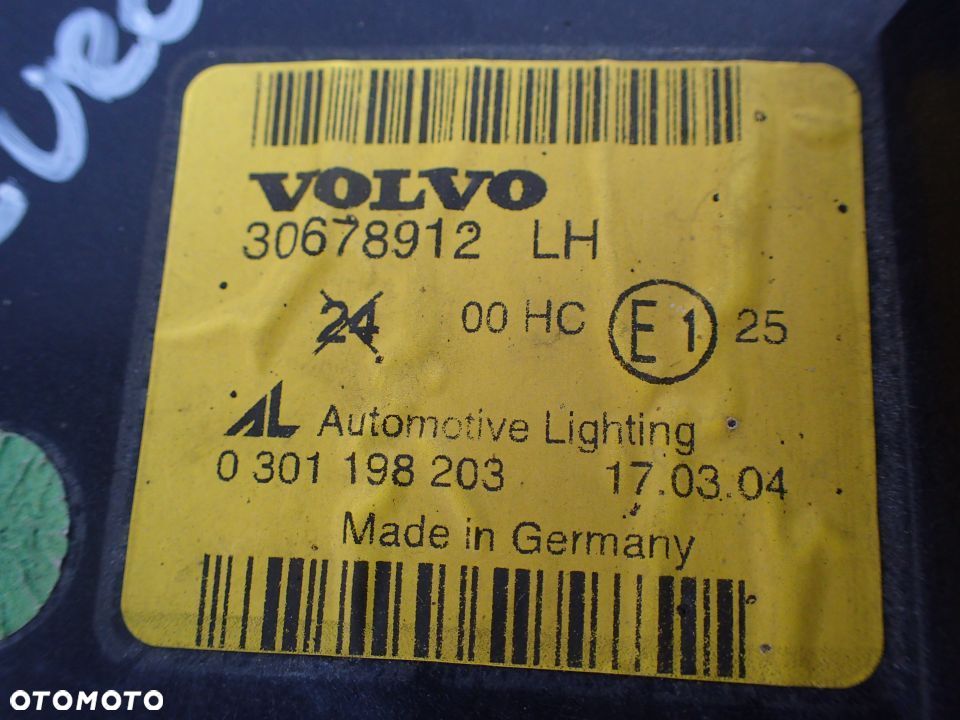 VOLVO
30678912 LH
24 00 HC E1 25
AL Automotive Lighting
0 301 198 203 17.03.04
Made in Germany
OTOMOTO